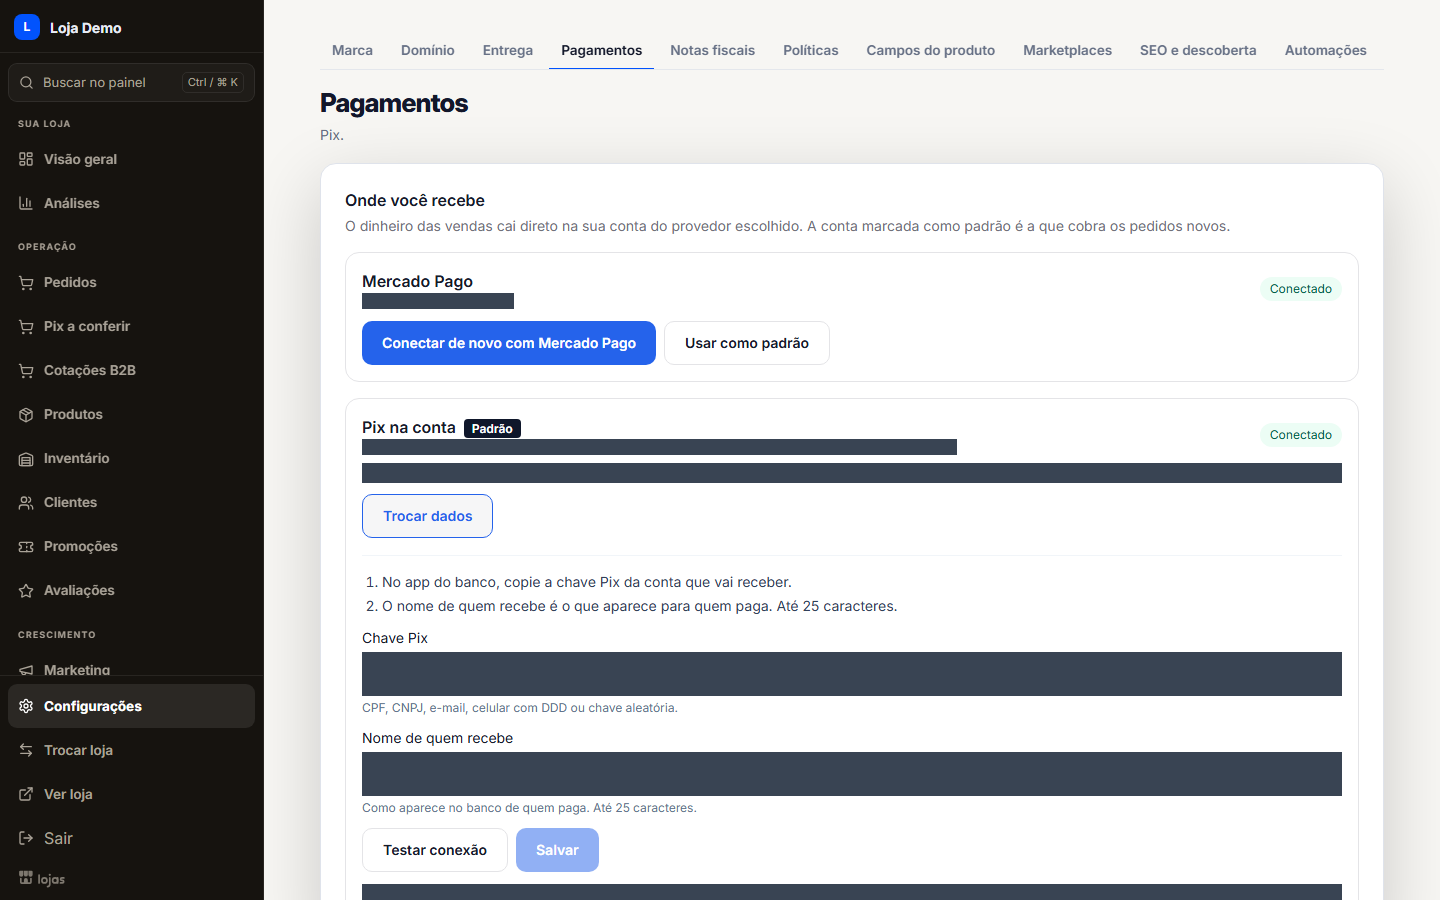 L Loja Demo
Buscar no painel Ctrl / ⌘ K
SUA LOJA
Visão geral
Análises
OPERAÇÃO
Pedidos
Pix a conferir
Cotações B2B
Produtos
Inventário
Clientes
Promoções
Avaliações
CRESCIMENTO
Marketing
Configurações
Trocar loja
Ver loja
Sair
lojas
Marca Domínio Entrega Pagamentos Notas fiscais Políticas Campos do produto Marketplaces SEO e descoberta Automações
Pagamentos
Pix.
Onde você recebe
O dinheiro das vendas cai direto na sua conta do provedor escolhido. A conta marcada como padrão é a que cobra os pedidos novos.
Mercado Pago
Conectado
Conectar de novo com Mercado Pago Usar como padrão
Pix na conta Padrão
Conectado
Trocar dados
1. No app do banco, copie a chave Pix da conta que vai receber.
2. O nome de quem recebe é o que aparece para quem paga. Até 25 caracteres.
Chave Pix
CPF, CNPJ, e-mail, celular com DDD ou chave aleatória.
Nome de quem recebe
Como aparece no banco de quem paga. Até 25 caracteres.
Testar conexão Salvar